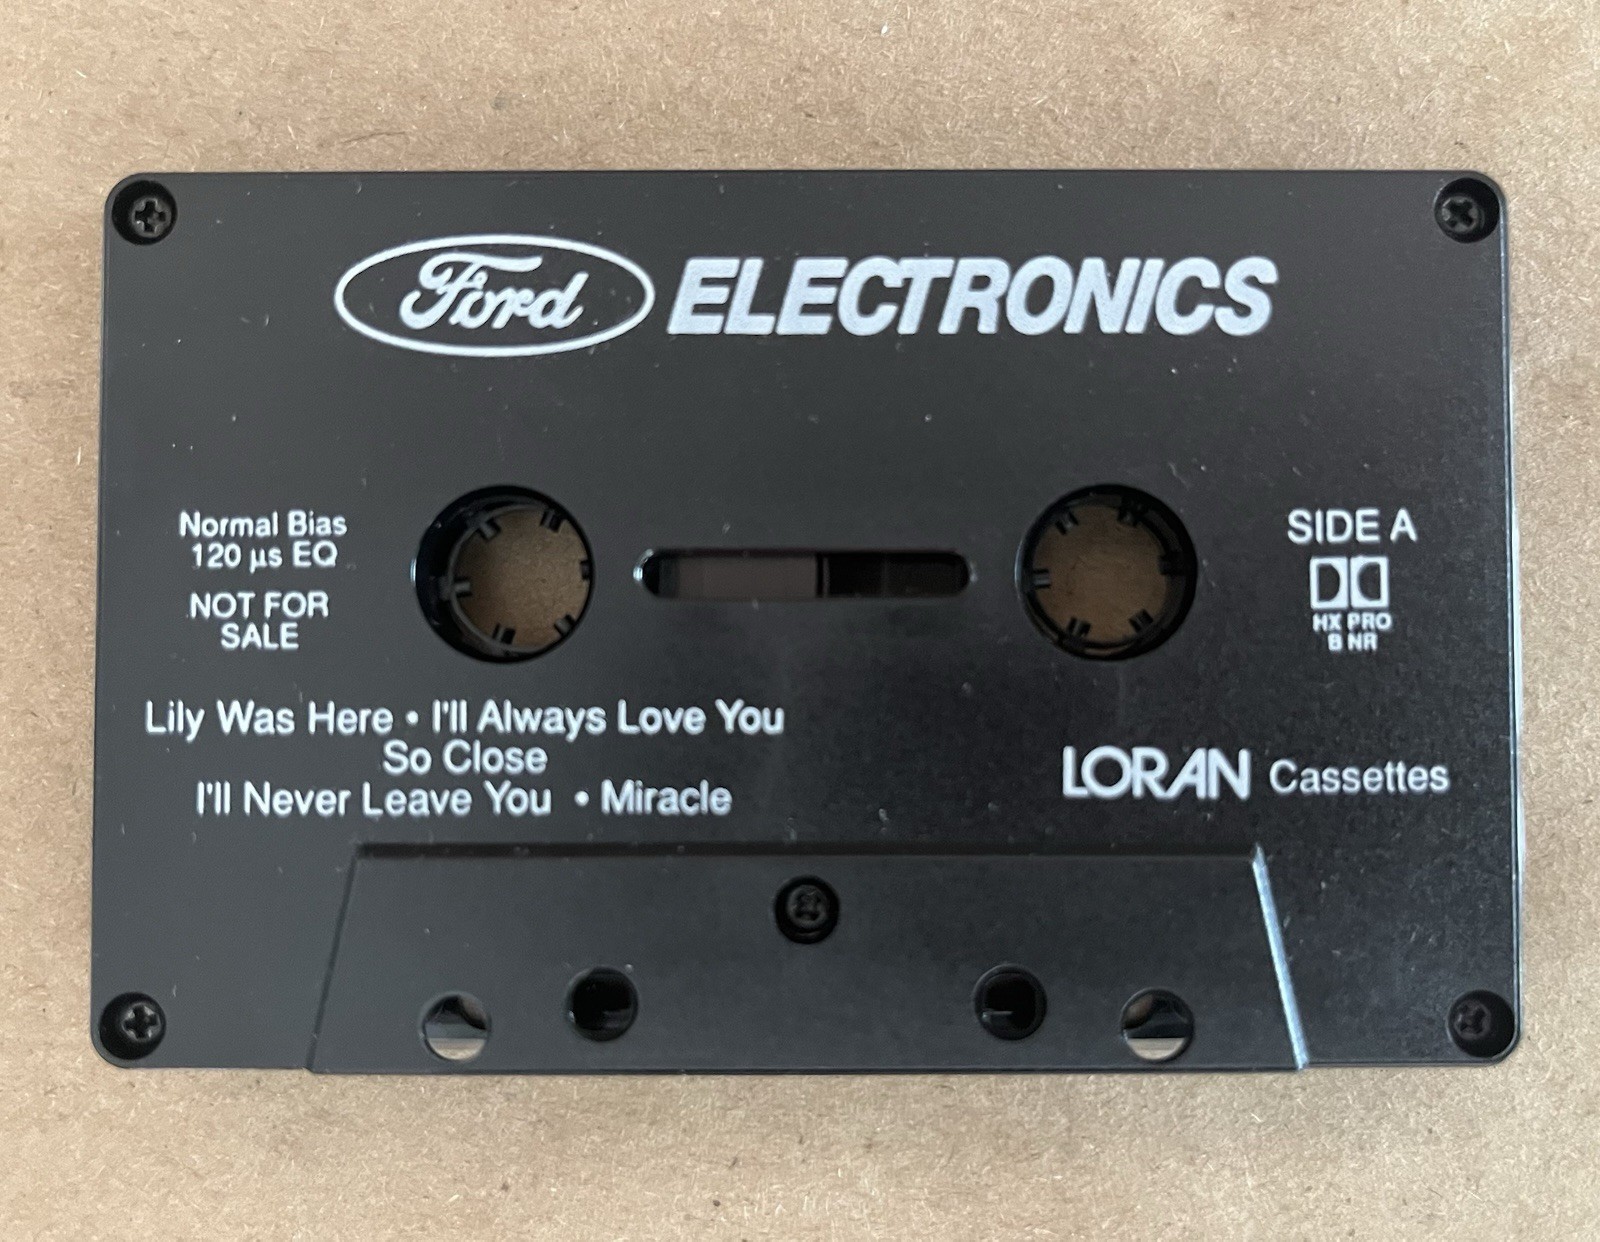 Ford ELECTRONICS
Normal Bias
120 µs EQ
NOT FOR
SALE
SIDE A
HX PRO
B NR
Lily Was Here • I'll Always Love You
So Close
I'll Never Leave You • Miracle
LORAN Cassettes